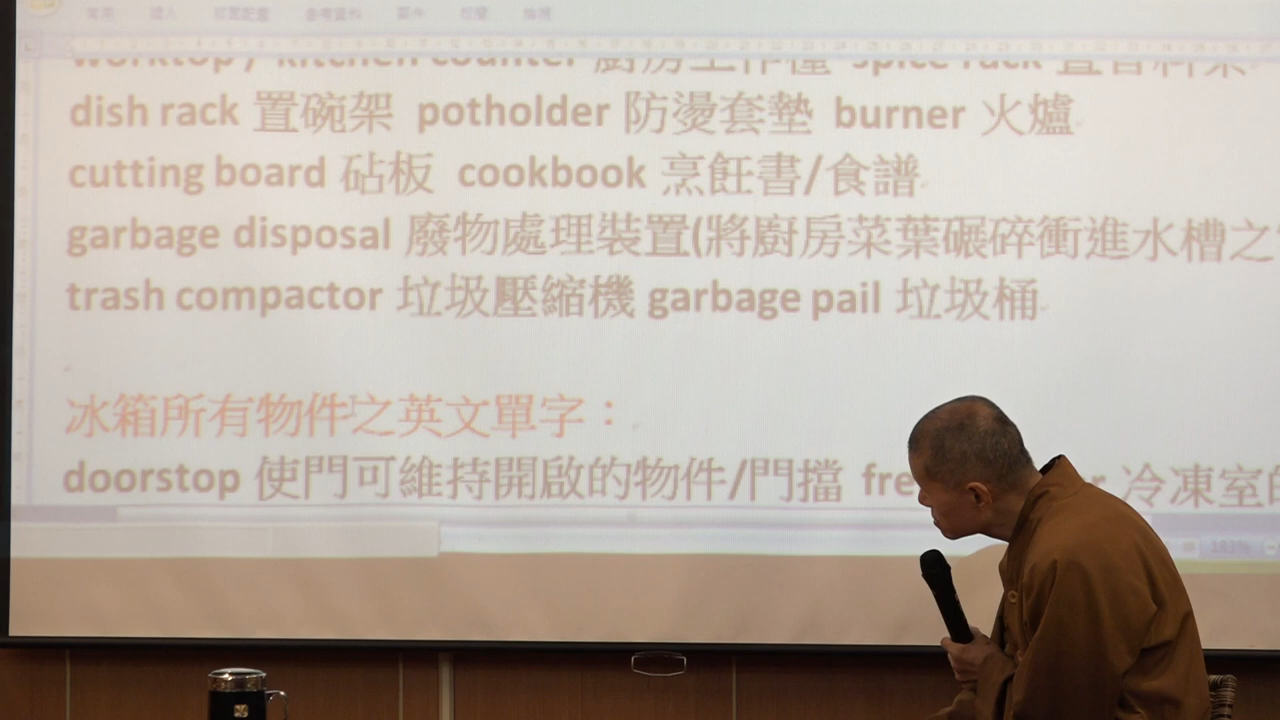 常用 插入 版面配置 參考資料 郵件 校閱 檢視
worktop / kitchen counter 廚房工作檯 spice rack 置香料架
dish rack 置碗架 potholder 防燙套墊 burner 火爐
cutting board 砧板 cookbook 烹飪書/食譜
garbage disposal 廢物處理裝置(將廚房菜葉碾碎衝進水槽之
trash compactor 垃圾壓縮機 garbage pail 垃圾桶
冰箱所有物件之英文單字：
doorstop 使門可維持開啟的物件/門擋 fre r 冷凍室的
181%